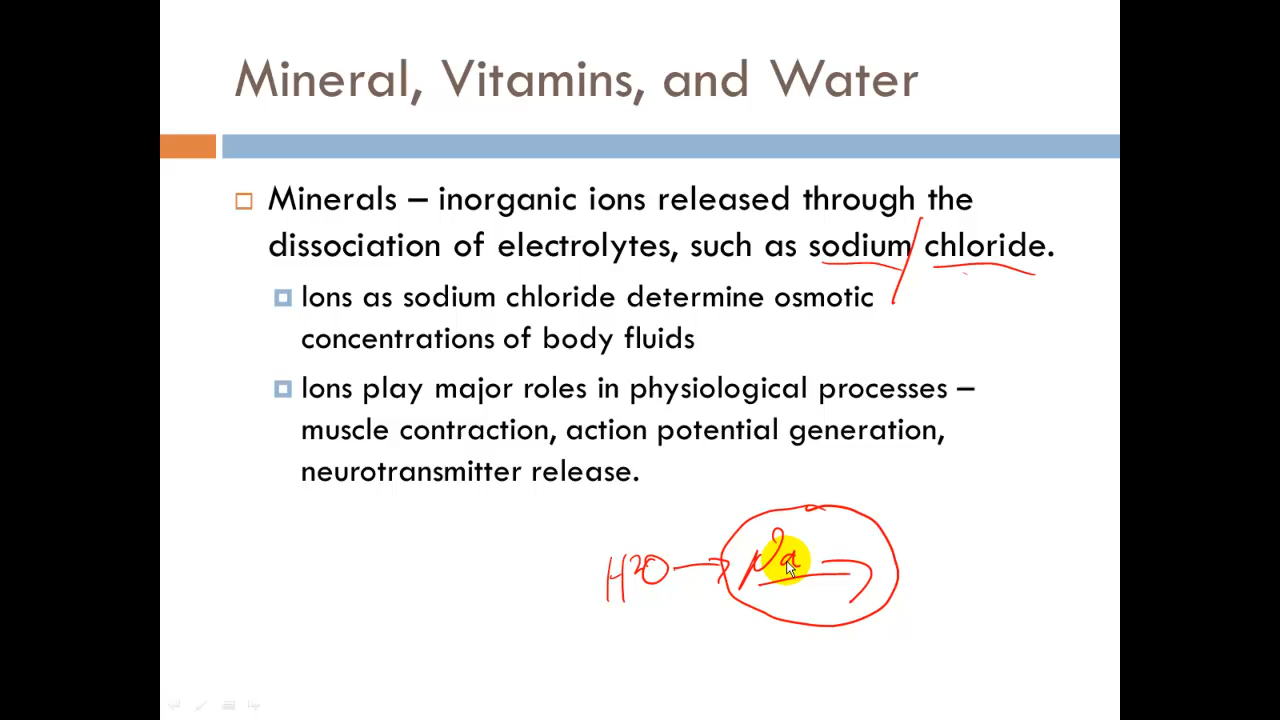 Mineral, Vitamins, and Water
Minerals – inorganic ions released through the
dissociation of electrolytes, such as sodium/chloride.
Ions as sodium chloride determine osmotic
concentrations of body fluids
Ions play major roles in physiological processes –
muscle contraction, action potential generation,
neurotransmitter release.
H2O → Na